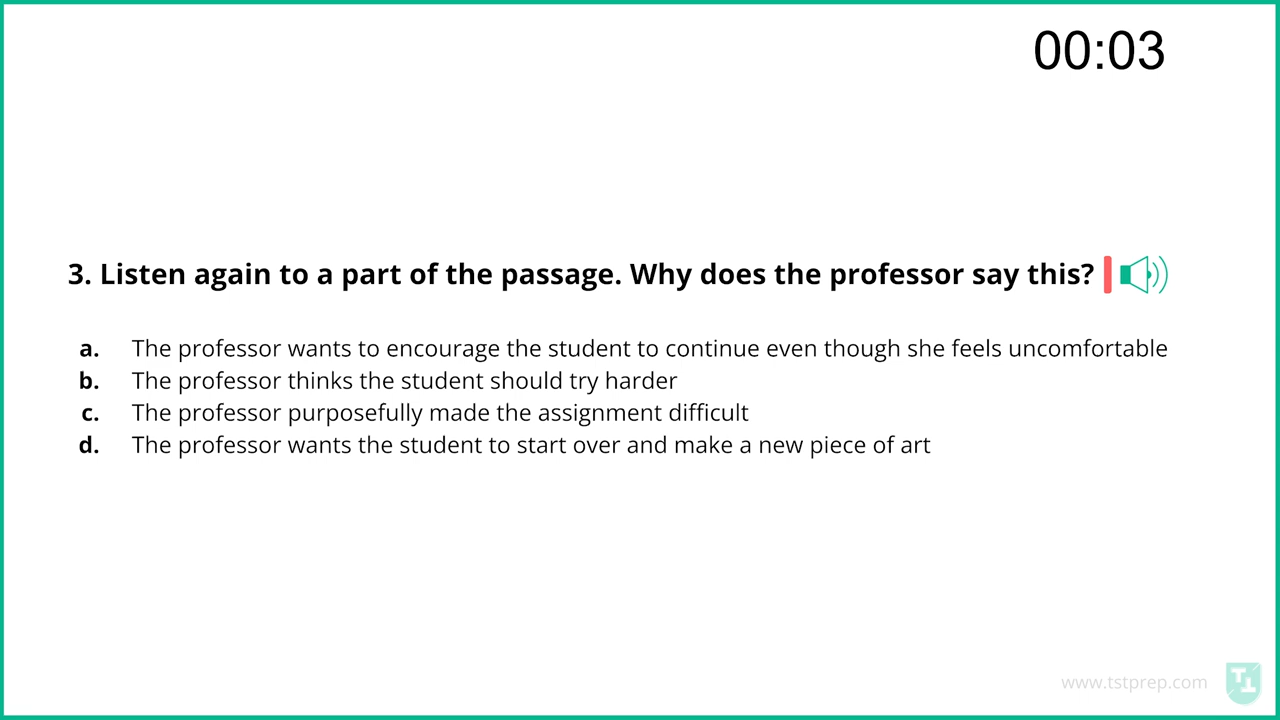 00:03
3. Listen again to a part of the passage. Why does the professor say this?
a. The professor wants to encourage the student to continue even though she feels uncomfortable
b. The professor thinks the student should try harder
c. The professor purposefully made the assignment difficult
d. The professor wants the student to start over and make a new piece of art
www.tstprep.com